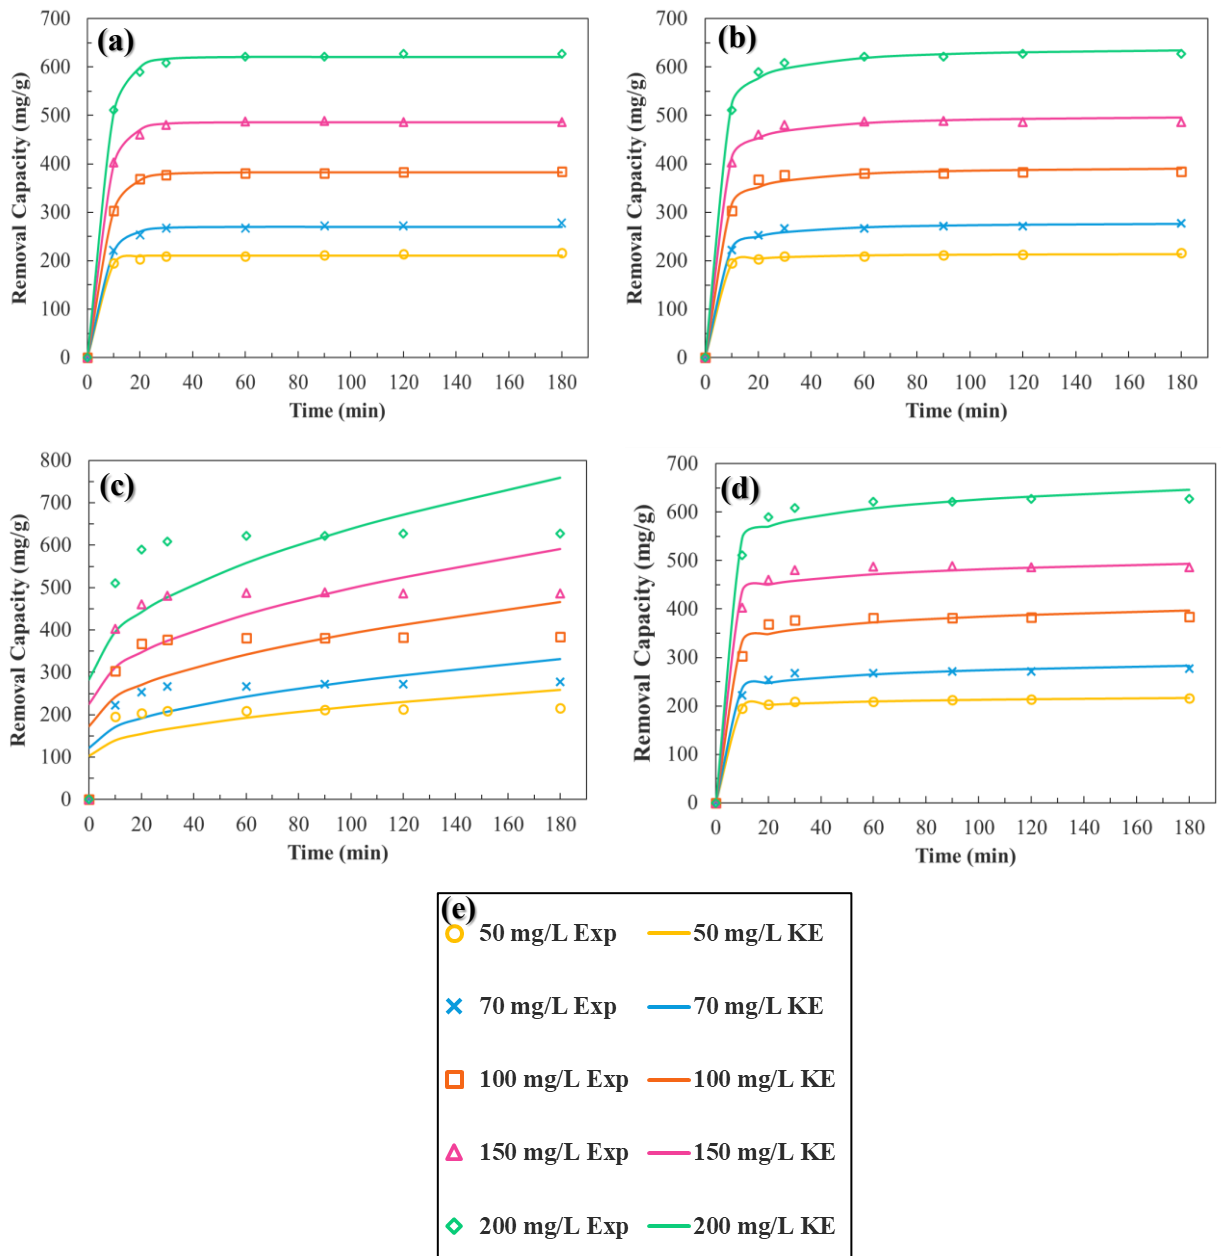 (a)
Removal Capacity (mg/g)
700
600
500
400
300
200
100
0
0 20 40 60 80 100 120 140 160 180
Time (min)
(b)
Removal Capacity (mg/g)
700
600
500
400
300
200
100
0
0 20 40 60 80 100 120 140 160 180
Time (min)
(c)
Removal Capacity (mg/g)
800
700
600
500
400
300
200
100
0
0 20 40 60 80 100 120 140 160 180
Time (min)
(d)
Removal Capacity (mg/g)
700
600
500
400
300
200
100
0
0 20 40 60 80 100 120 140 160 180
Time (min)
(e)
50 mg/L Exp 50 mg/L KE
70 mg/L Exp 70 mg/L KE
100 mg/L Exp 100 mg/L KE
150 mg/L Exp 150 mg/L KE
200 mg/L Exp 200 mg/L KE